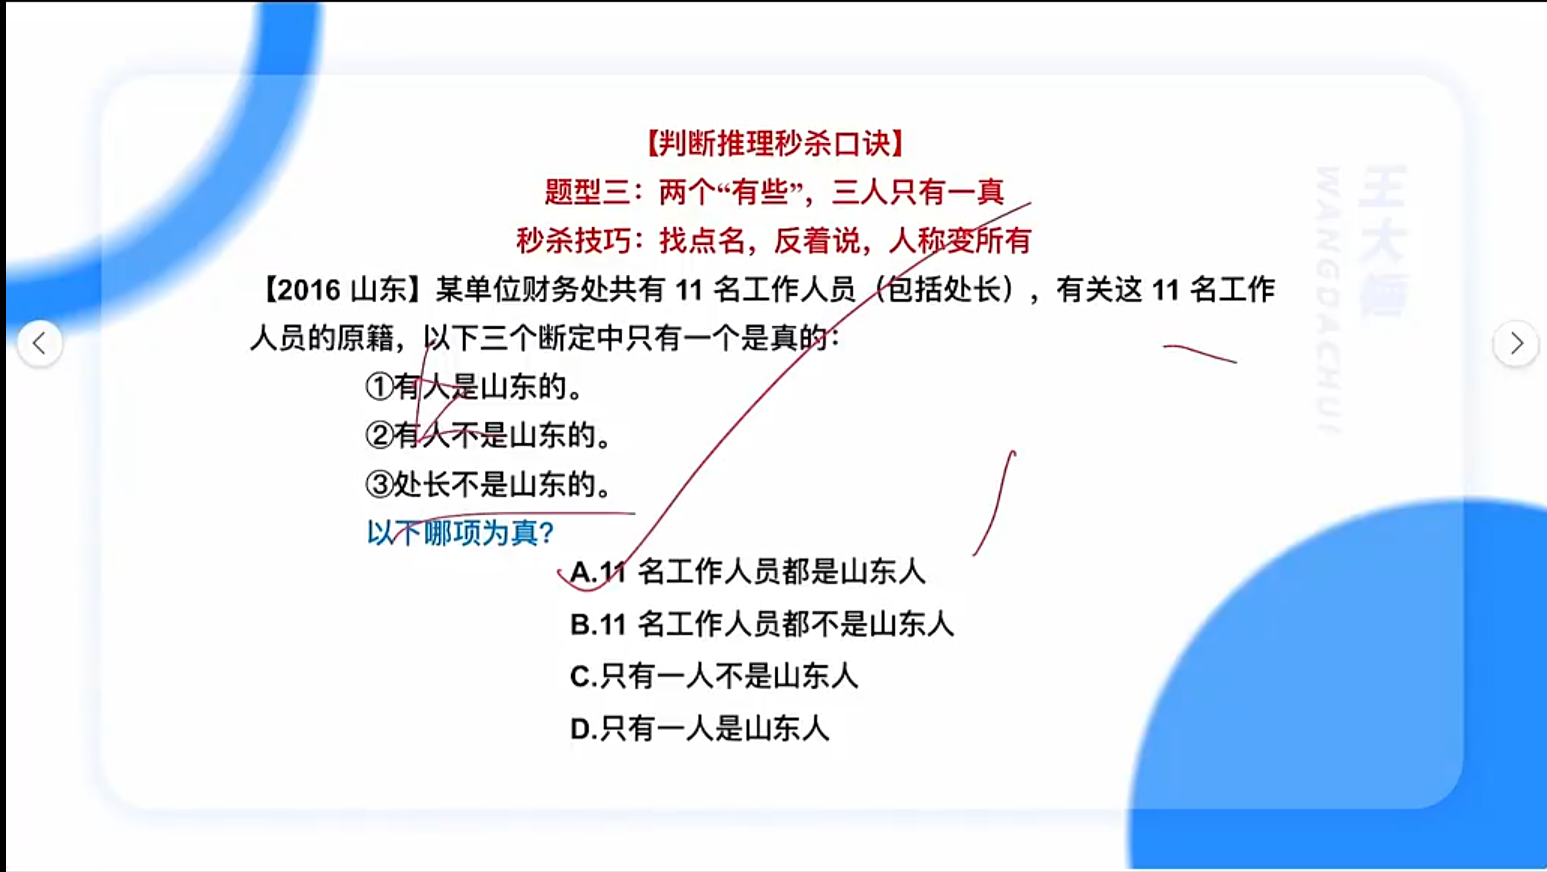 【判断推理秒杀口诀】
题型三：两个“有些”，三人只有一真
秒杀技巧：找点名，反着说，人称变所有
【2016 山东】某单位财务处共有 11 名工作人员（包括处长），有关这 11 名工作
人员的原籍，以下三个断定中只有一个是真的：
①有人是山东的。
②有人不是山东的。
③处长不是山东的。
以下哪项为真？
A.11 名工作人员都是山东人
B.11 名工作人员都不是山东人
C.只有一人不是山东人
D.只有一人是山东人
WANGDACHUI